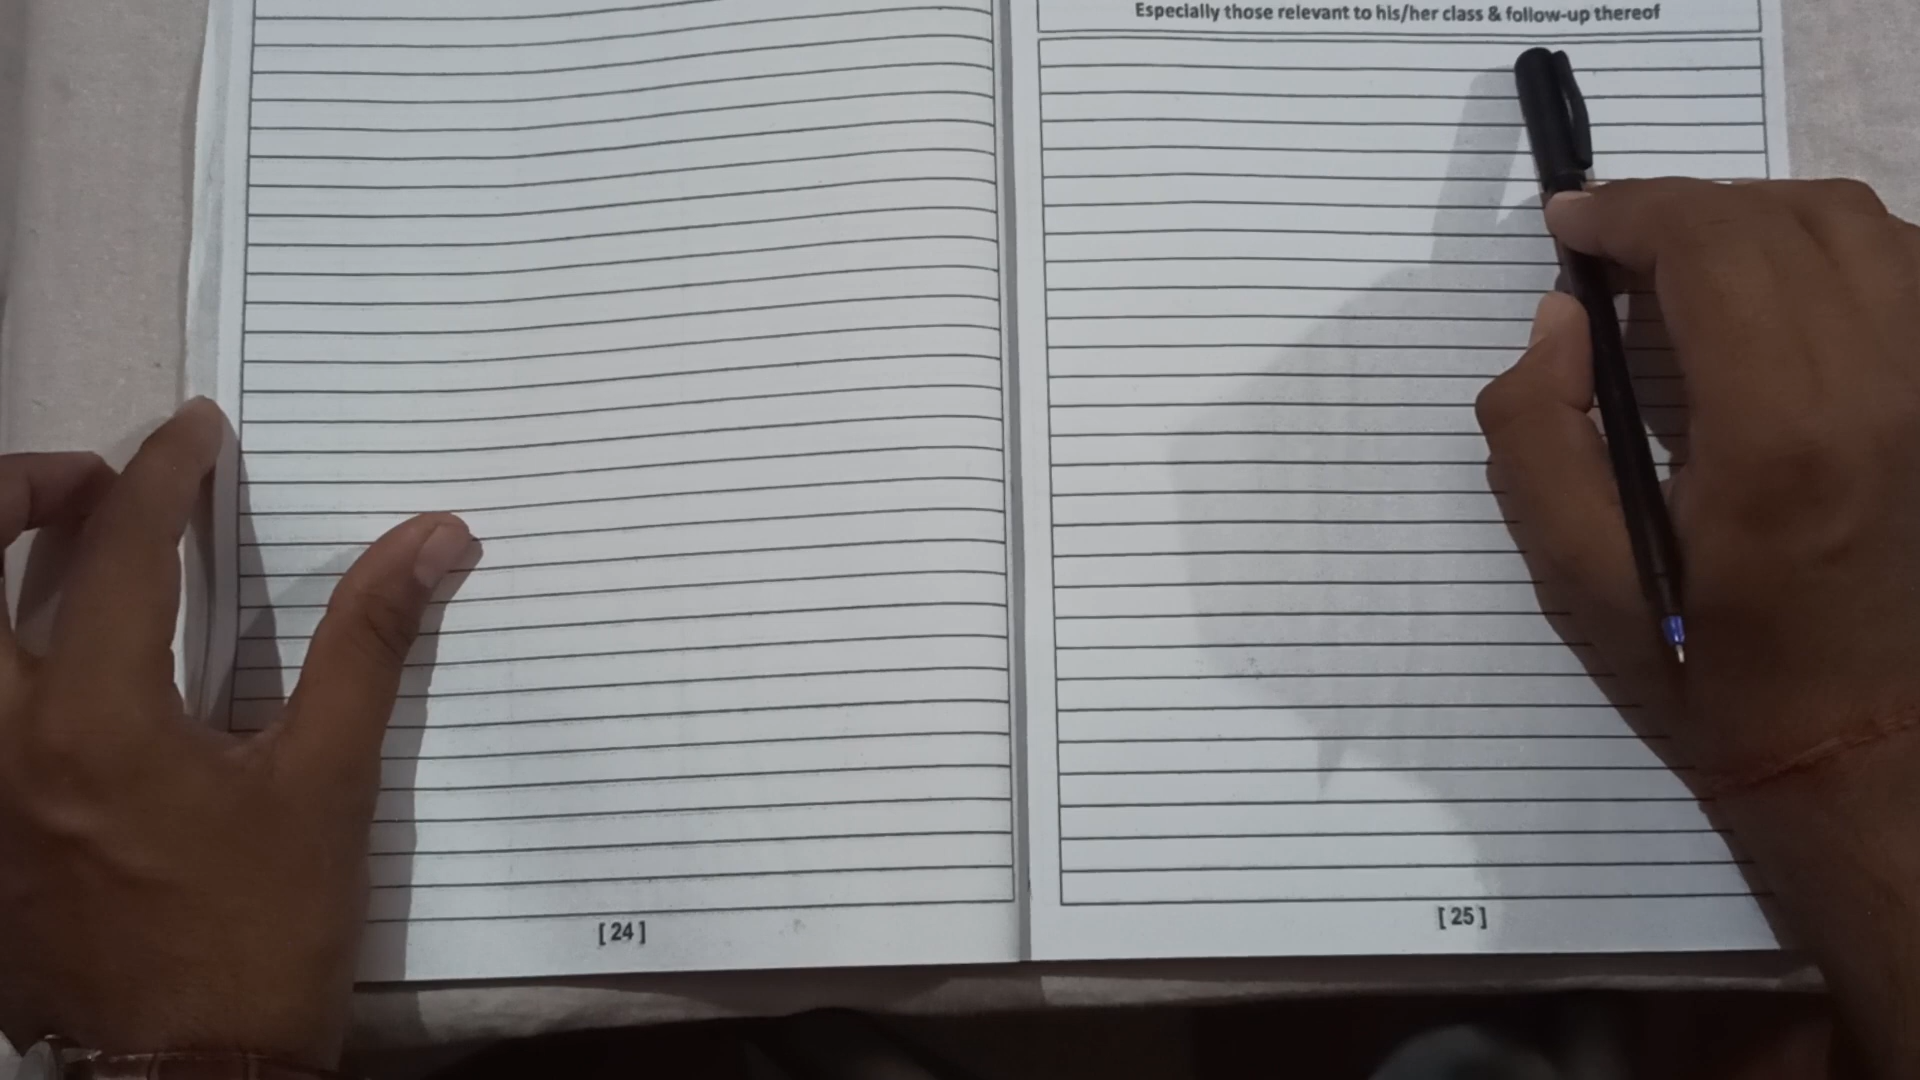 Especially those relevant to his/her class & follow-up thereof
[ 24 ]
[ 25 ]